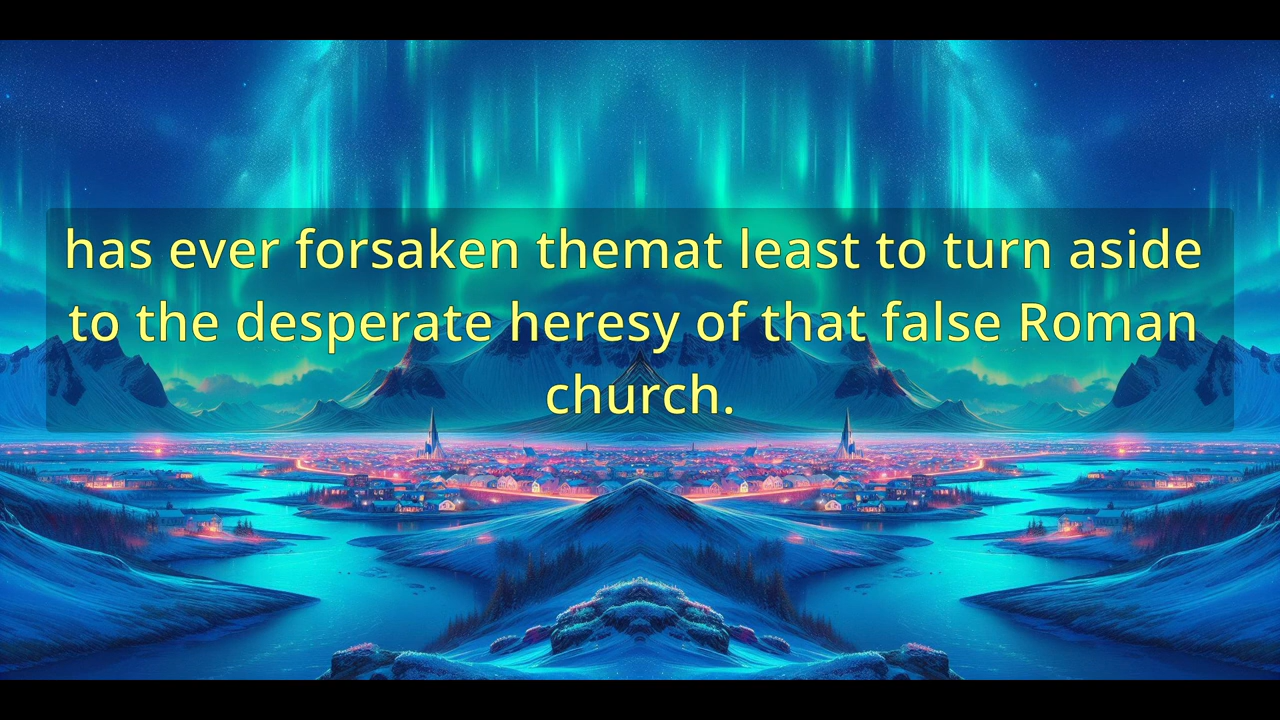 has ever forsaken themat least to turn aside
to the desperate heresy of that false Roman
church.